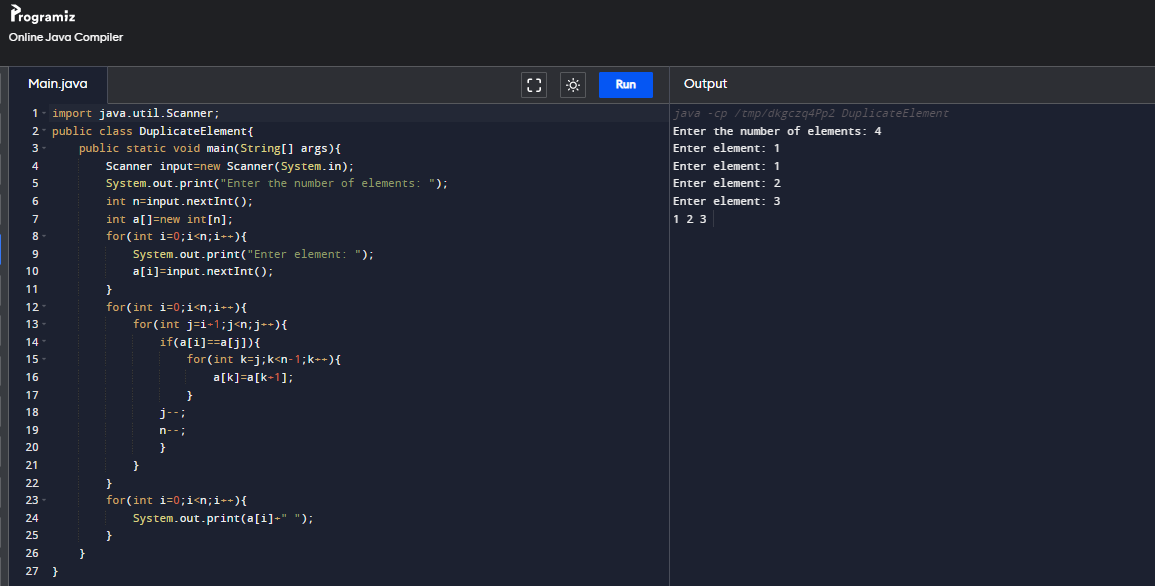 Programiz
Online Java Compiler
Main.java
Run
Output
1 import java.util.Scanner;
2 public class DuplicateElement{
3 public static void main(String[] args){
4 Scanner input=new Scanner(System.in);
5 System.out.print("Enter the number of elements: ");
6 int n=input.nextInt();
7 int a[]=new int[n];
8 for(int i=0;i<n;i++){
9 System.out.print("Enter element: ");
10 a[i]=input.nextInt();
11 }
12 for(int i=0;i<n;i++){
13 for(int j=i+1;j<n;j++){
14 if(a[i]==a[j]){
15 for(int k=j;k<n-1;k++){
16 a[k]=a[k+1];
17 }
18 j--;
19 n--;
20 }
21 }
22 }
23 for(int i=0;i<n;i++){
24 System.out.print(a[i]+" ");
25 }
26 }
27 }
java -cp /tmp/dkgczq4Pp2 DuplicateElement
Enter the number of elements: 4
Enter element: 1
Enter element: 1
Enter element: 2
Enter element: 3
1 2 3